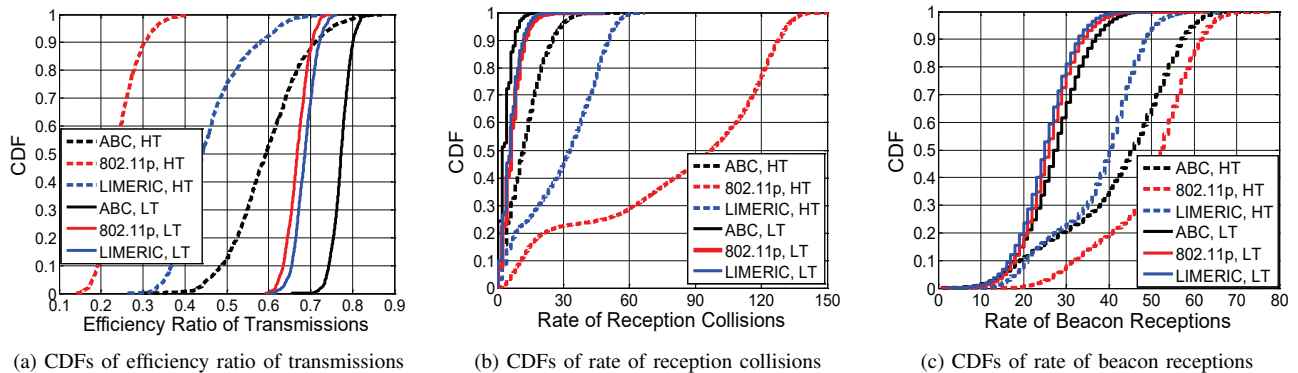 1
0.9
0.8
0.7
0.6
0.5
0.4
0.3
0.2
0.1
0
CDF
ABC, HT
802.11p, HT
LIMERIC, HT
ABC, LT
802.11p, LT
LIMERIC, LT
0.1 0.2 0.3 0.4 0.5 0.6 0.7 0.8 0.9
Efficiency Ratio of Transmissions
(a) CDFs of efficiency ratio of transmissions
1
0.9
0.8
0.7
0.6
0.5
0.4
0.3
0.2
0.1
0
CDF
ABC, HT
802.11p, HT
LIMERIC, HT
ABC, LT
802.11p, LT
LIMERIC, LT
0 30 60 90 120 150
Rate of Reception Collisions
(b) CDFs of rate of reception collisions
1
0.9
0.8
0.7
0.6
0.5
0.4
0.3
0.2
0.1
0
CDF
ABC, HT
802.11p, HT
LIMERIC, HT
ABC, LT
802.11p, LT
LIMERIC, LT
0 10 20 30 40 50 60 70 80
Rate of Beacon Receptions
(c) CDFs of rate of beacon receptions